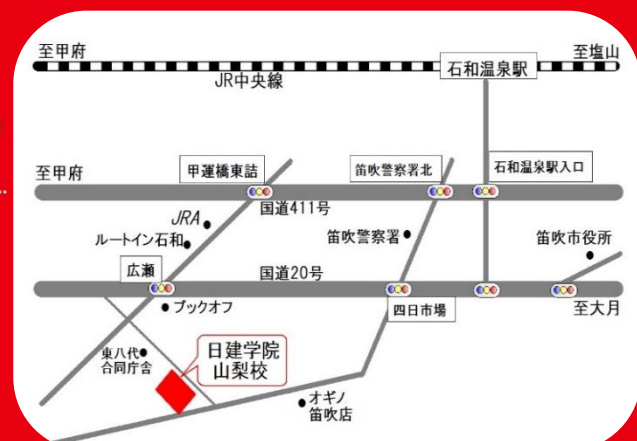 至甲府
至塩山
石和温泉駅
JR中央線
甲運橋東詰
笛吹警察署北
石和温泉駅入口
至甲府
国道411号
JRA
ルートイン石和
笛吹警察署
笛吹市役所
広瀬
国道20号
ブックオフ
四日市場
至大月
東八代
合同庁舎
日建学院
山梨校
オギノ
笛吹店